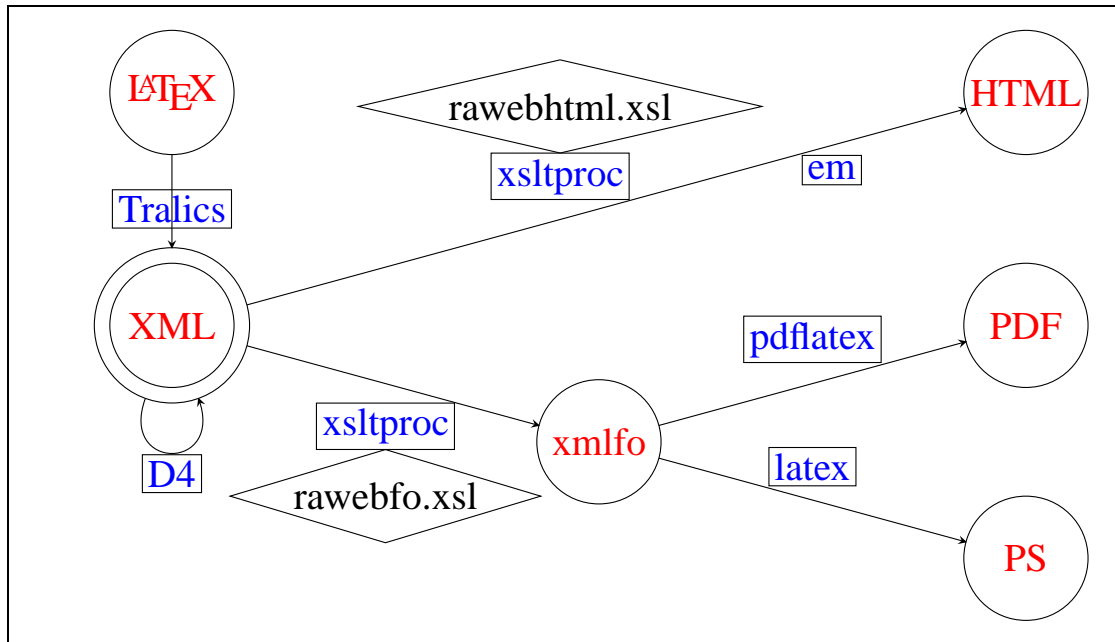 LATEX
rawebhtml.xsl
HTML
xsltproc
em
Tralics
XML
pdflatex
PDF
xsltproc
xmlfo
D4
rawebfo.xsl
latex
PS